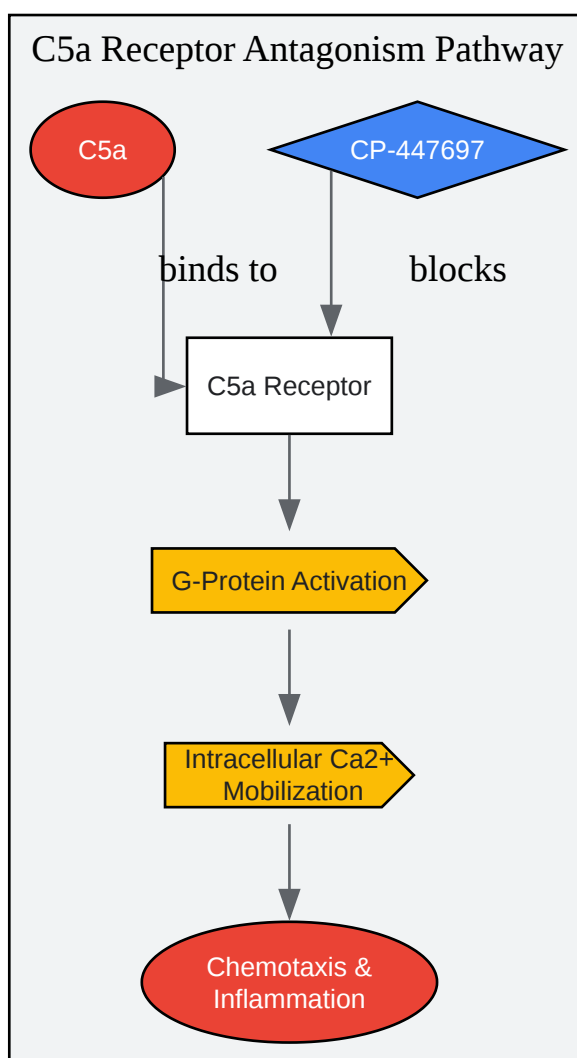 C5a Receptor Antagonism Pathway
C5a
CP-447697
binds to
blocks
C5a Receptor
G-Protein Activation
Intracellular Ca2+
Mobilization
Chemotaxis &
Inflammation